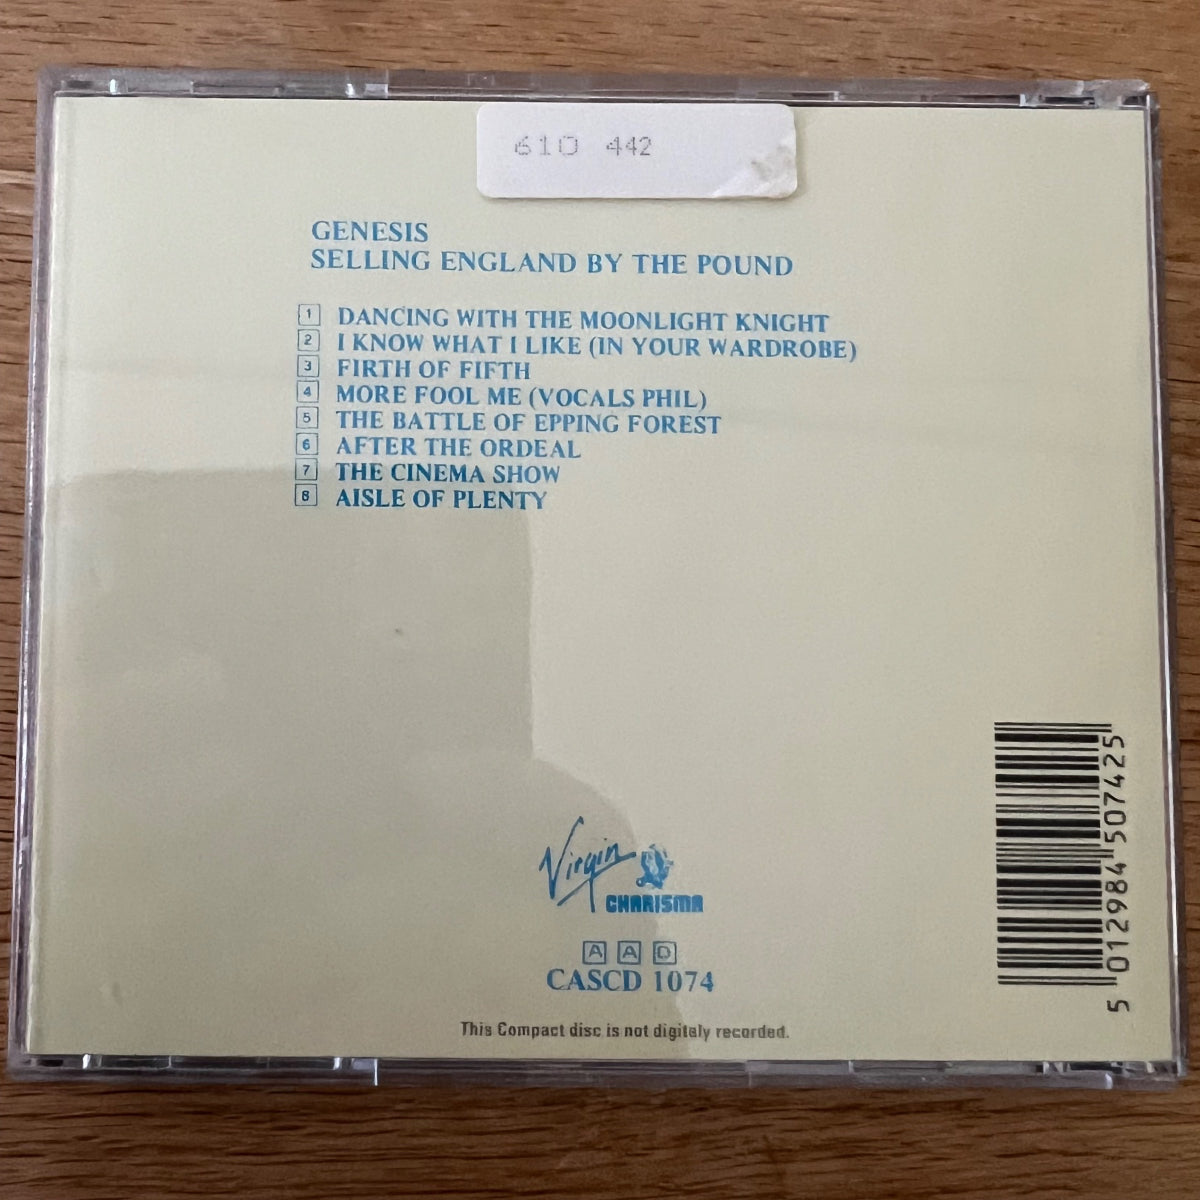 610 442
GENESIS
SELLING ENGLAND BY THE POUND
1 DANCING WITH THE MOONLIGHT KNIGHT
2 I KNOW WHAT I LIKE (IN YOUR WARDROBE)
3 FIRTH OF FIFTH
4 MORE FOOL ME (VOCALS PHIL)
5 THE BATTLE OF EPPING FOREST
6 AFTER THE ORDEAL
7 THE CINEMA SHOW
8 AISLE OF PLENTY
Virgin
CHARISMA
A A D
CASCD 1074
This Compact disc is not digitaly recorded.
5 012984 507425